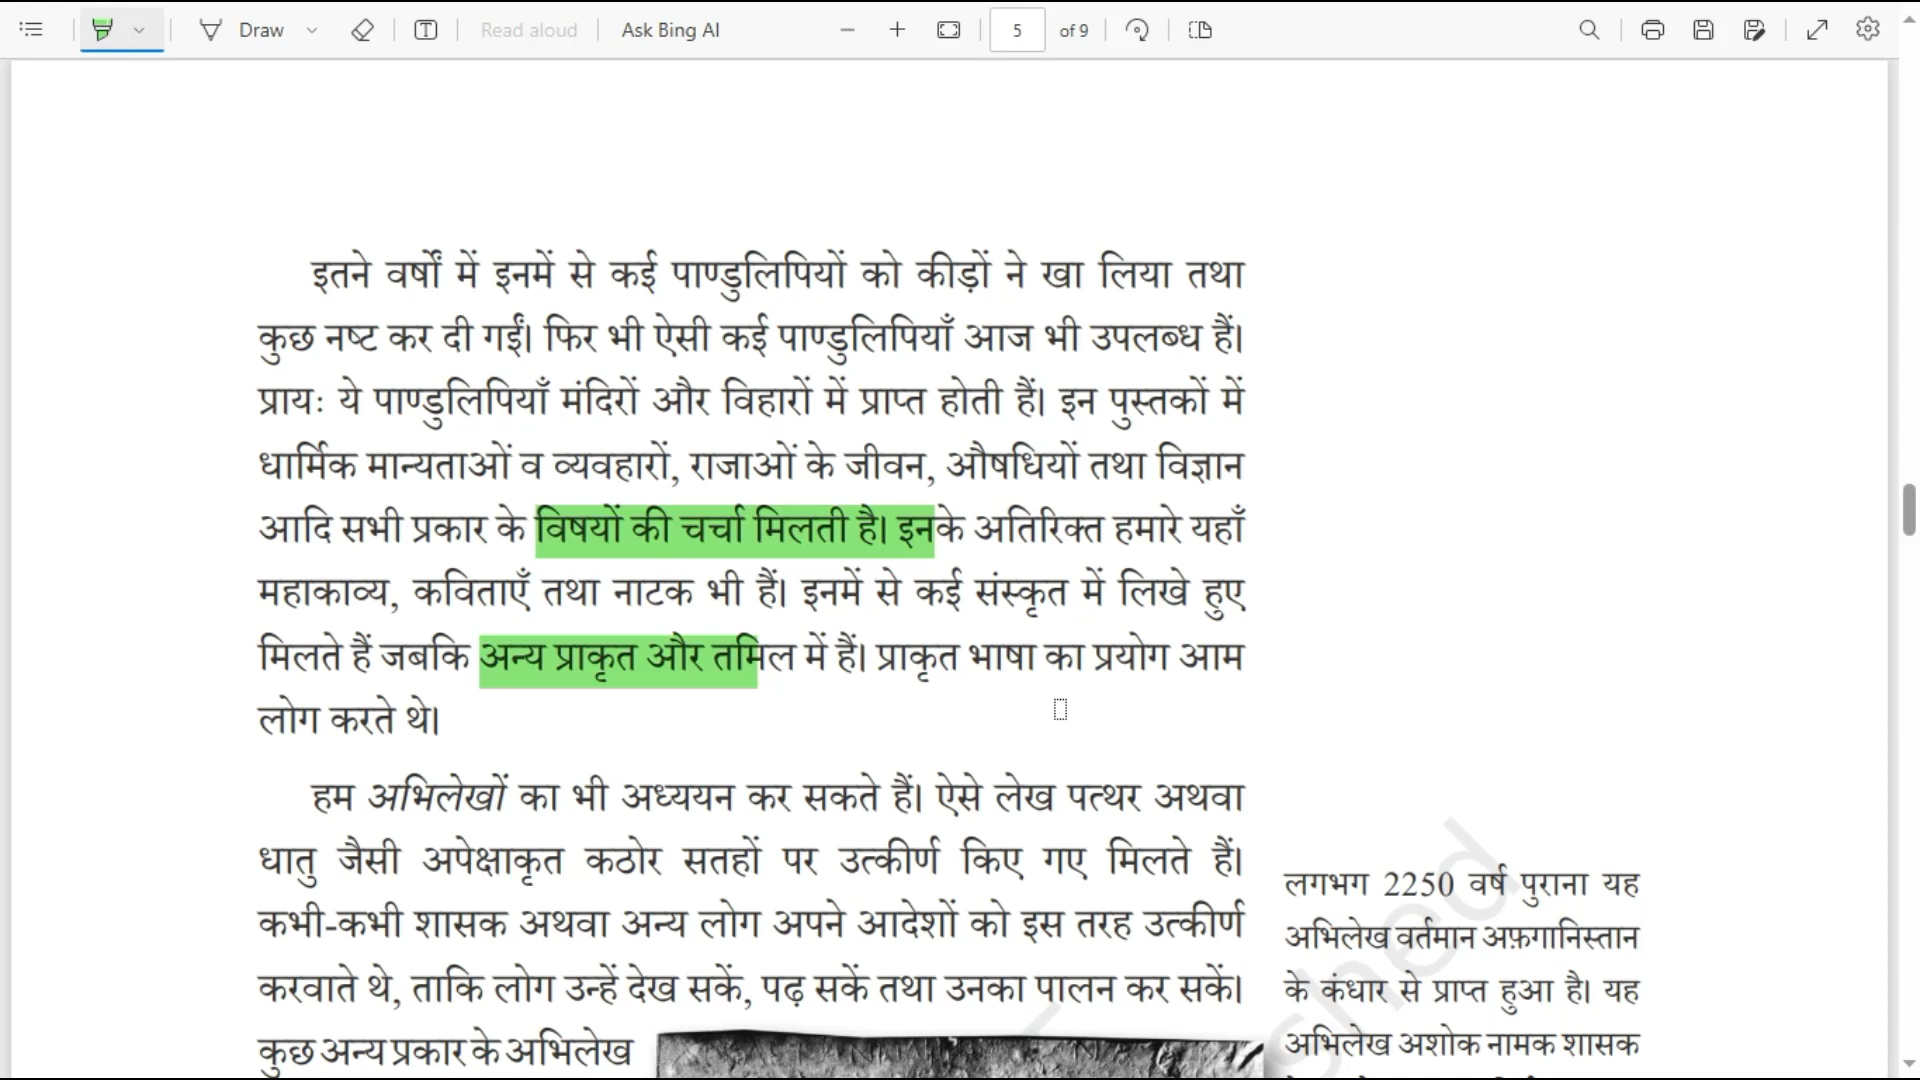 Draw
Read aloud
Ask Bing AI
5
of 9
इतने वर्षों में इनमें से कई पाण्डुलिपियों को कीड़ों ने खा लिया तथा
कुछ नष्ट कर दी गईं। फिर भी ऐसी कई पाण्डुलिपियाँ आज भी उपलब्ध हैं।
प्रायः ये पाण्डुलिपियाँ मंदिरों और विहारों में प्राप्त होती हैं। इन पुस्तकों में
धार्मिक मान्यताओं व व्यवहारों, राजाओं के जीवन, औषधियों तथा विज्ञान
आदि सभी प्रकार के विषयों की चर्चा मिलती है। इनके अतिरिक्त हमारे यहाँ
महाकाव्य, कविताएँ तथा नाटक भी हैं। इनमें से कई संस्कृत में लिखे हुए
मिलते हैं जबकि अन्य प्राकृत और तमिल में हैं। प्राकृत भाषा का प्रयोग आम
लोग करते थे।
हम अभिलेखों का भी अध्ययन कर सकते हैं। ऐसे लेख पत्थर अथवा
धातु जैसी अपेक्षाकृत कठोर सतहों पर उत्कीर्ण किए गए मिलते हैं।
कभी-कभी शासक अथवा अन्य लोग अपने आदेशों को इस तरह उत्कीर्ण
करवाते थे, ताकि लोग उन्हें देख सकें, पढ़ सकें तथा उनका पालन कर सकें।
कुछ अन्य प्रकार के अभिलेख
लगभग 2250 वर्ष पुराना यह
अभिलेख वर्तमान अफ़गानिस्तान
के कंधार से प्राप्त हुआ है। यह
अभिलेख अशोक नामक शासक
shed